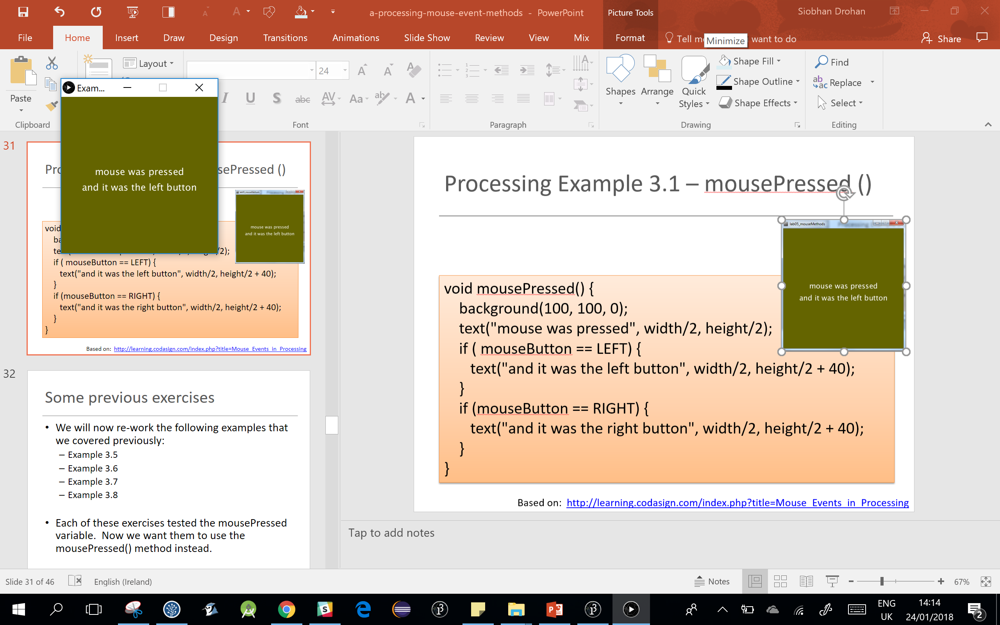 a-processing-mouse-event-methods - PowerPoint
Picture Tools
Siobhan Drohan
File Home Insert Draw Design Transitions Animations Slide Show Review View Mix Format Tell m want to do Share
Minimize
Paste
Clipboard
Layout
24
Font
Paragraph
Shapes
Arrange
Quick
Styles
Shape Fill
Shape Outline
Shape Effects
Drawing
Find
Replace
Select
Editing
Exam...
mouse was pressed
and it was the left button
31
Pro
sePressed ()
lab05_mouseMethods
mouse was pressed
and it was the left button
void
ba
te
/2);
if ( mouseButton == LEFT) {
text("and it was the left button", width/2, height/2 + 40);
}
if (mouseButton == RIGHT) {
text("and it was the right button", width/2, height/2 + 40);
}
}
Based on: http://learning.codasign.com/index.php?title=Mouse_Events_in_Processing
32
Some previous exercises
• We will now re-work the following examples that
we covered previously:
– Example 3.5
– Example 3.6
– Example 3.7
– Example 3.8
• Each of these exercises tested the mousePressed
variable. Now we want them to use the
mousePressed() method instead.
Processing Example 3.1 – mousePressed ()
lab05_mouseMethods
mouse was pressed
and it was the left button
void mousePressed() {
background(100, 100, 0);
text("mouse was pressed", width/2, height/2);
if ( mouseButton == LEFT) {
text("and it was the left button", width/2, height/2 + 40);
}
if (mouseButton == RIGHT) {
text("and it was the right button", width/2, height/2 + 40);
}
}
Based on: http://learning.codasign.com/index.php?title=Mouse_Events_in_Processing
Tap to add notes
Slide 31 of 46
English (Ireland)
Notes
67%
ENG
UK
14:14
24/01/2018
2